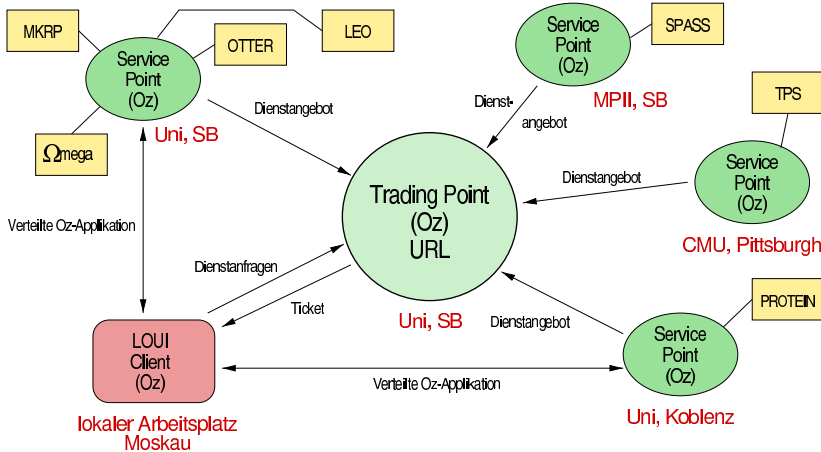 MKRP
Service
Point
(Oz)
LEO
OTTER
Ωmega
Uni, SB
Service
Point
(Oz)
SPASS
MPII, SB
TPS
Service
Point
(Oz)
CMU, Pittsburgh
Dienstangebot
Dienst-
angebot
Dienstangebot
Trading Point
(Oz)
URL
Uni, SB
Verteilte Oz-Applikation
Dienstanfragen
Ticket
Dienstangebot
PROTEIN
Service
Point
(Oz)
Uni, Koblenz
LOUI
Client
(Oz)
lokaler Arbeitsplatz
Moskau
Verteilte Oz-Applikation